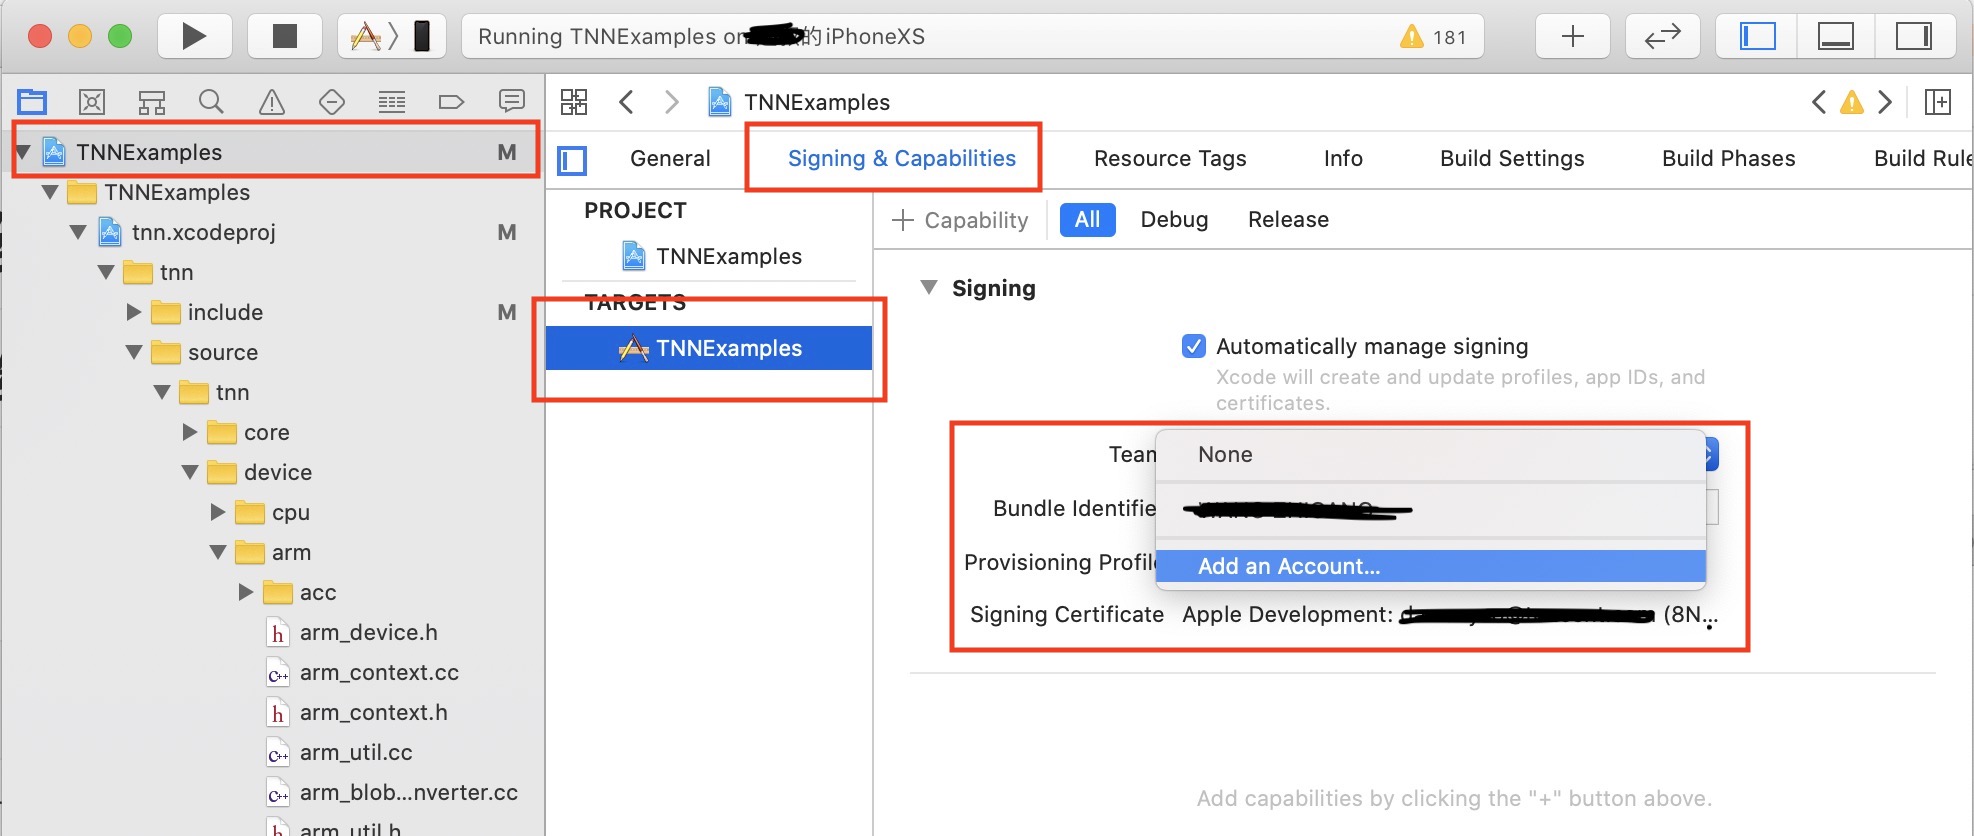 Running TNNExamples on
的 iPhoneXS
181
TNNExamples
General
Signing & Capabilities
Resource Tags
Info
Build Settings
Build Phases
Build Rule
TNNExamples M
TNNExamples
tnn.xcodeproj M
tnn
include M
source
tnn
core
device
cpu
arm
acc
arm_device.h
arm_context.cc
arm_context.h
arm_util.cc
arm_blob...nverter.cc
arm_util.h
PROJECT
TNNExamples
TARGETS
TNNExamples
+ Capability
All
Debug
Release
Signing
Automatically manage signing
Xcode will create and update profiles, app IDs, and
certificates.
Team
None
Bundle Identifie
Provisioning Profile
Add an Account...
Signing Certificate Apple Development:
(8N...
Add capabilities by clicking the "+" button above.